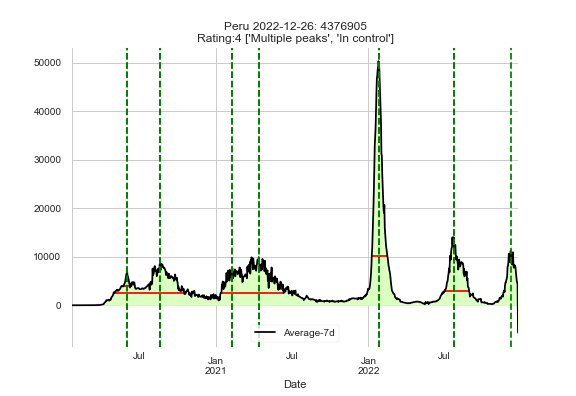 Peru 2022-12-26: 4376905
Rating:4 ['Multiple peaks', 'In control']
50000
40000
30000
20000
10000
0
Average-7d
Jul
Jan
2021
Jul
Jan
2022
Jul
Date